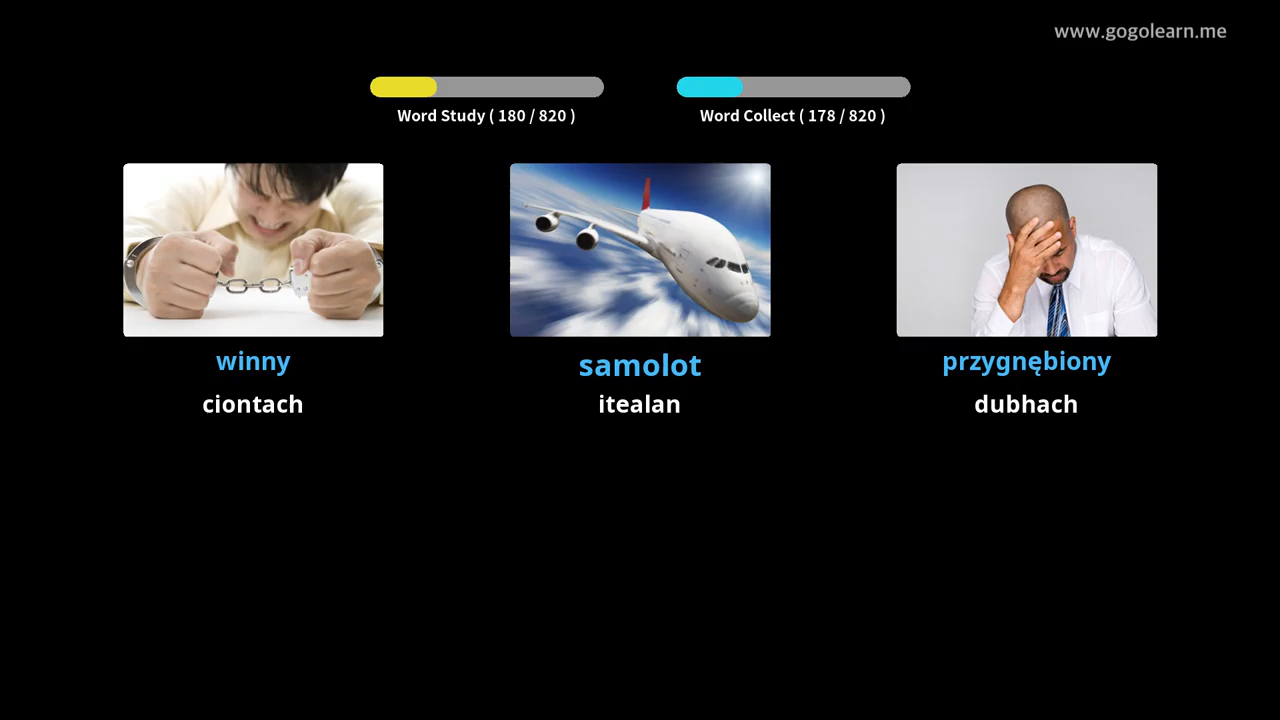 www.gogolearn.me
Word Study ( 180 / 820 )
Word Collect ( 178 / 820 )
winny
samolot
przygnębiony
ciontach
itealan
dubhach